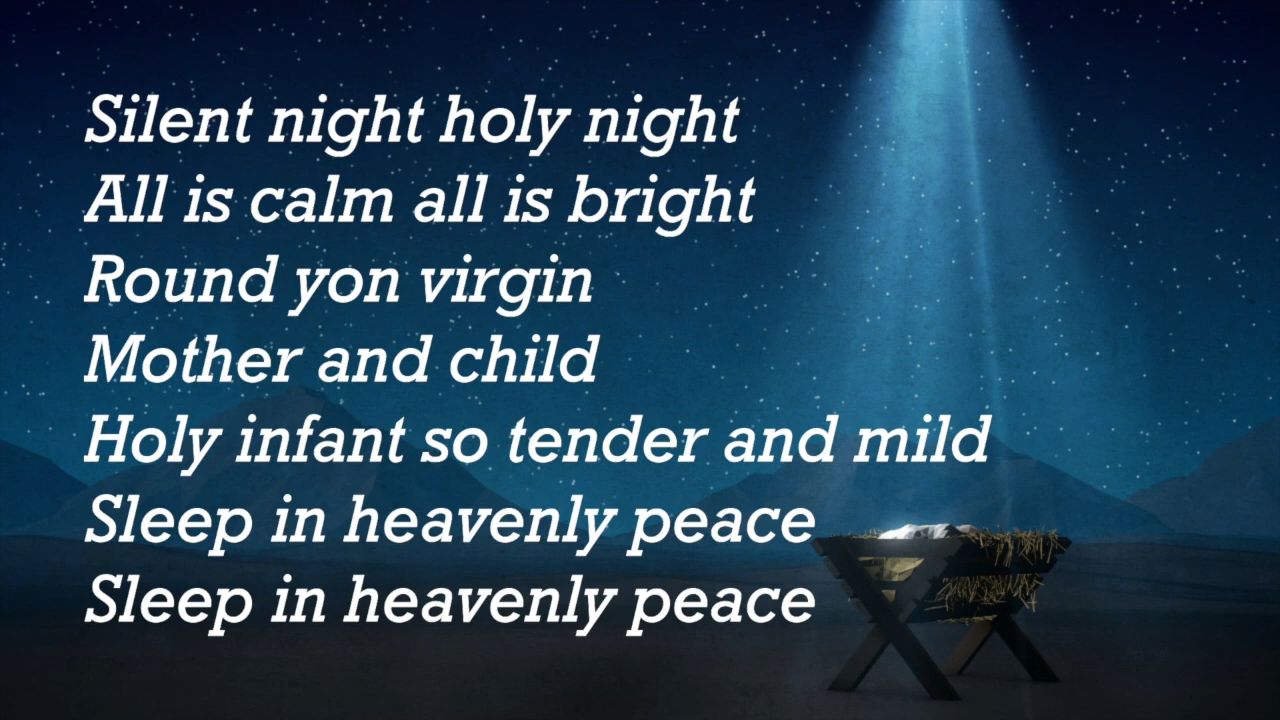 Silent night holy night
All is calm all is bright
Round yon virgin
Mother and child
Holy infant so tender and mild
Sleep in heavenly peace
Sleep in heavenly peace